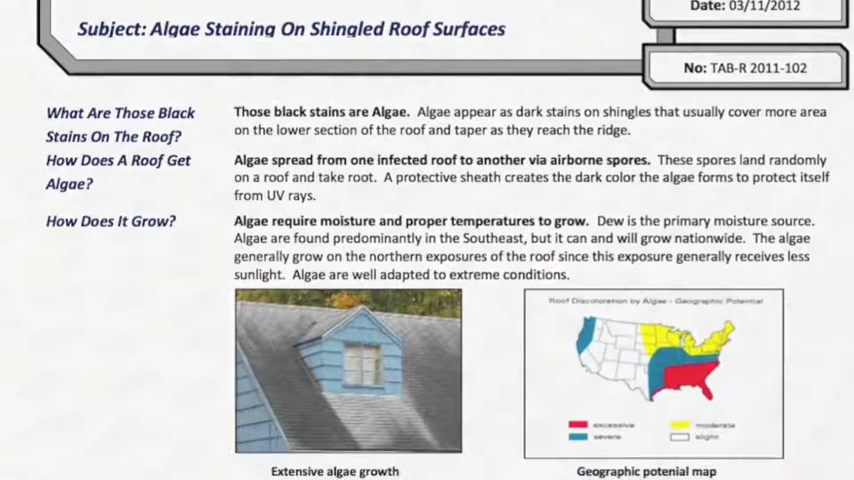 Date: 03/11/2012
Subject: Algae Staining On Shingled Roof Surfaces
No: TAB-R 2011-102
What Are Those Black
Stains On The Roof?
Those black stains are Algae. Algae appear as dark stains on shingles that usually cover more area
on the lower section of the roof and taper as they reach the ridge.
How Does A Roof Get
Algae?
Algae spread from one infected roof to another via airborne spores. These spores land randomly
on a roof and take root. A protective sheath creates the dark color the algae forms to protect itself
from UV rays.
How Does It Grow?
Algae require moisture and proper temperatures to grow. Dew is the primary moisture source.
Algae are found predominantly in the Southeast, but it can and will grow nationwide. The algae
generally grow on the northern exposures of the roof since this exposure generally receives less
sunlight. Algae are well adapted to extreme conditions.
Roof Discoloration by Algae - Geographic Potential
excessive
moderate
severe
slight
Extensive algae growth
Geographic potenial map